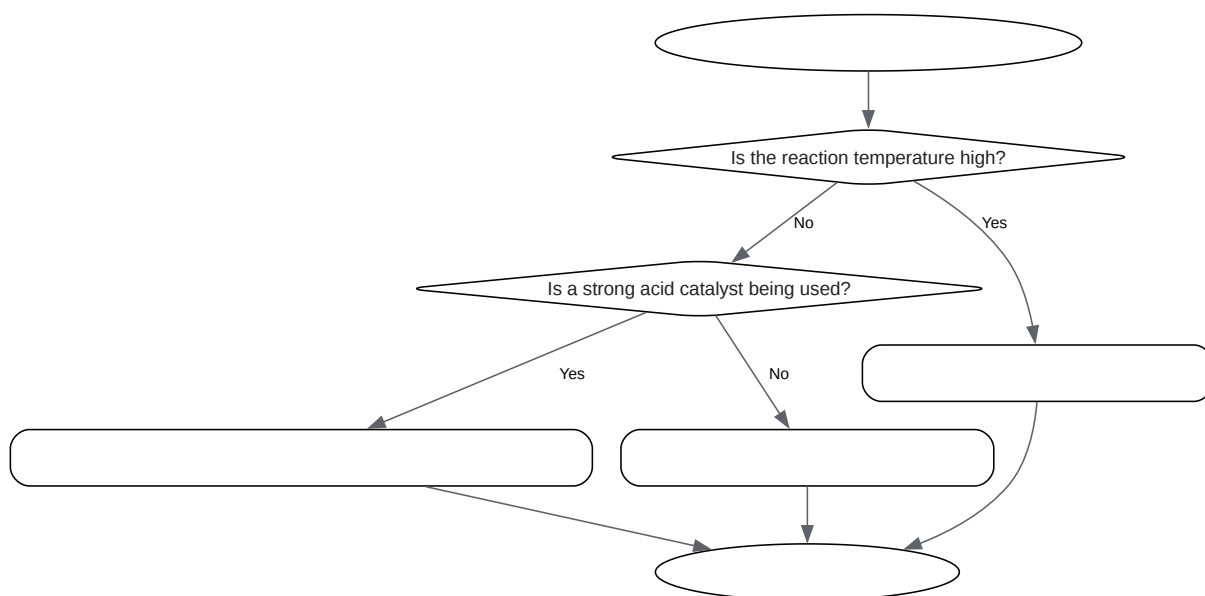 Is the reaction temperature high?
No
Yes
Is a strong acid catalyst being used?
Yes
No